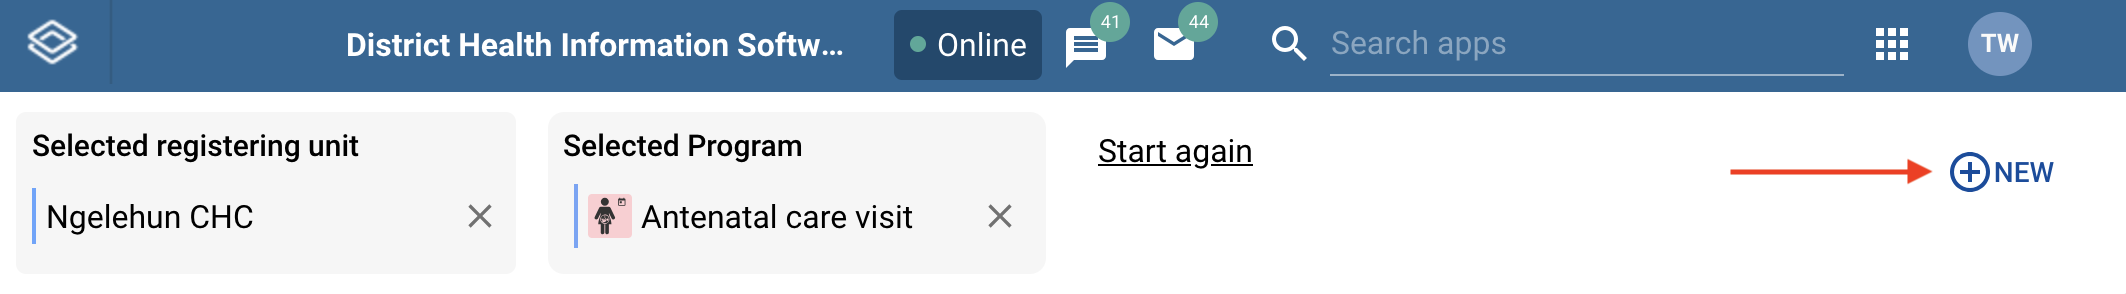 District Health Information Softw...
Online
41
44
Search apps
TW
Selected registering unit
Ngelehun CHC
Selected Program
Antenatal care visit
Start again
NEW